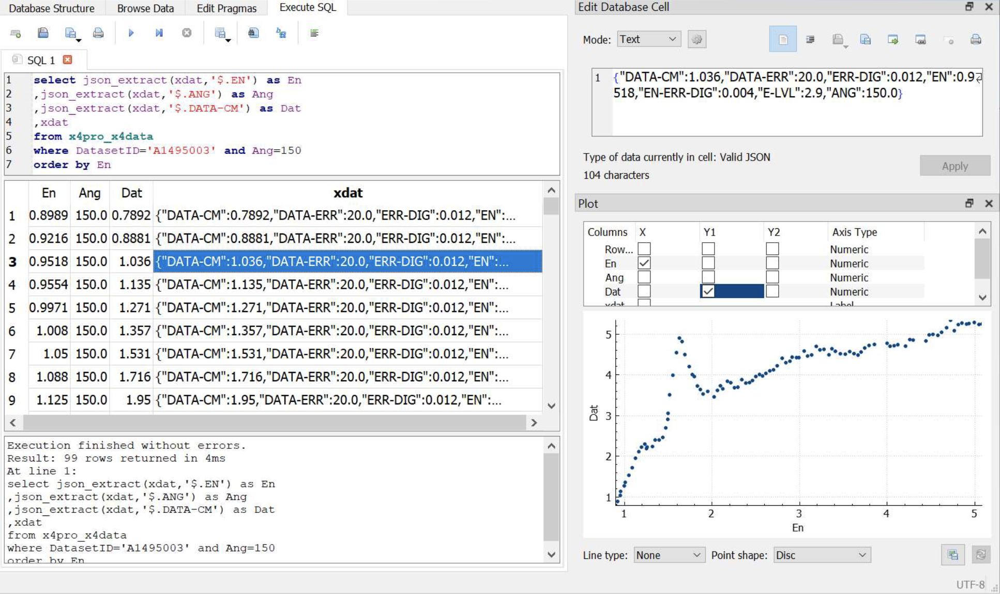 Database Structure Browse Data Edit Pragmas Execute SQL
SQL 1
1 select json_extract(xdat,'$.EN') as En
2 ,json_extract(xdat,'$.ANG') as Ang
3 ,json_extract(xdat,'$.DATA-CM') as Dat
4 ,xdat
5 from x4pro_x4data
6 where DatasetID='A1495003' and Ang=150
7 order by En
En Ang Dat xdat
1 0.8989 150.0 0.7892 {"DATA-CM":0.7892,"DATA-ERR":20.0,"ERR-DIG":0.012,"EN":...
2 0.9216 150.0 0.8881 {"DATA-CM":0.8881,"DATA-ERR":20.0,"ERR-DIG":0.012,"EN":...
3 0.9518 150.0 1.036 {"DATA-CM":1.036,"DATA-ERR":20.0,"ERR-DIG":0.012,"EN":...
4 0.9554 150.0 1.135 {"DATA-CM":1.135,"DATA-ERR":20.0,"ERR-DIG":0.012,"EN":...
5 0.9971 150.0 1.271 {"DATA-CM":1.271,"DATA-ERR":20.0,"ERR-DIG":0.012,"EN":...
6 1.008 150.0 1.357 {"DATA-CM":1.357,"DATA-ERR":20.0,"ERR-DIG":0.012,"EN":...
7 1.05 150.0 1.531 {"DATA-CM":1.531,"DATA-ERR":20.0,"ERR-DIG":0.012,"EN":...
8 1.088 150.0 1.716 {"DATA-CM":1.716,"DATA-ERR":20.0,"ERR-DIG":0.012,"EN":...
9 1.125 150.0 1.95 {"DATA-CM":1.95,"DATA-ERR":20.0,"ERR-DIG":0.012,"EN":...
Execution finished without errors.
Result: 99 rows returned in 4ms
At line 1:
select json_extract(xdat,'$.EN') as En
,json_extract(xdat,'$.ANG') as Ang
,json_extract(xdat,'$.DATA-CM') as Dat
,xdat
from x4pro_x4data
where DatasetID='A1495003' and Ang=150
order by En
Edit Database Cell
Mode: Text
1 {"DATA-CM":1.036,"DATA-ERR":20.0,"ERR-DIG":0.012,"EN":0.9
518,"EN-ERR-DIG":0.004,"E-LVL":2.9,"ANG":150.0}
Type of data currently in cell: Valid JSON
104 characters
Apply
Plot
Columns X Y1 Y2 Axis Type
Row... Numeric
En Numeric
Ang Numeric
Dat Numeric
xdat Label
5
4
3
2
1
Dat
1 2 3 4 5
En
Line type: None Point shape: Disc
UTF-8